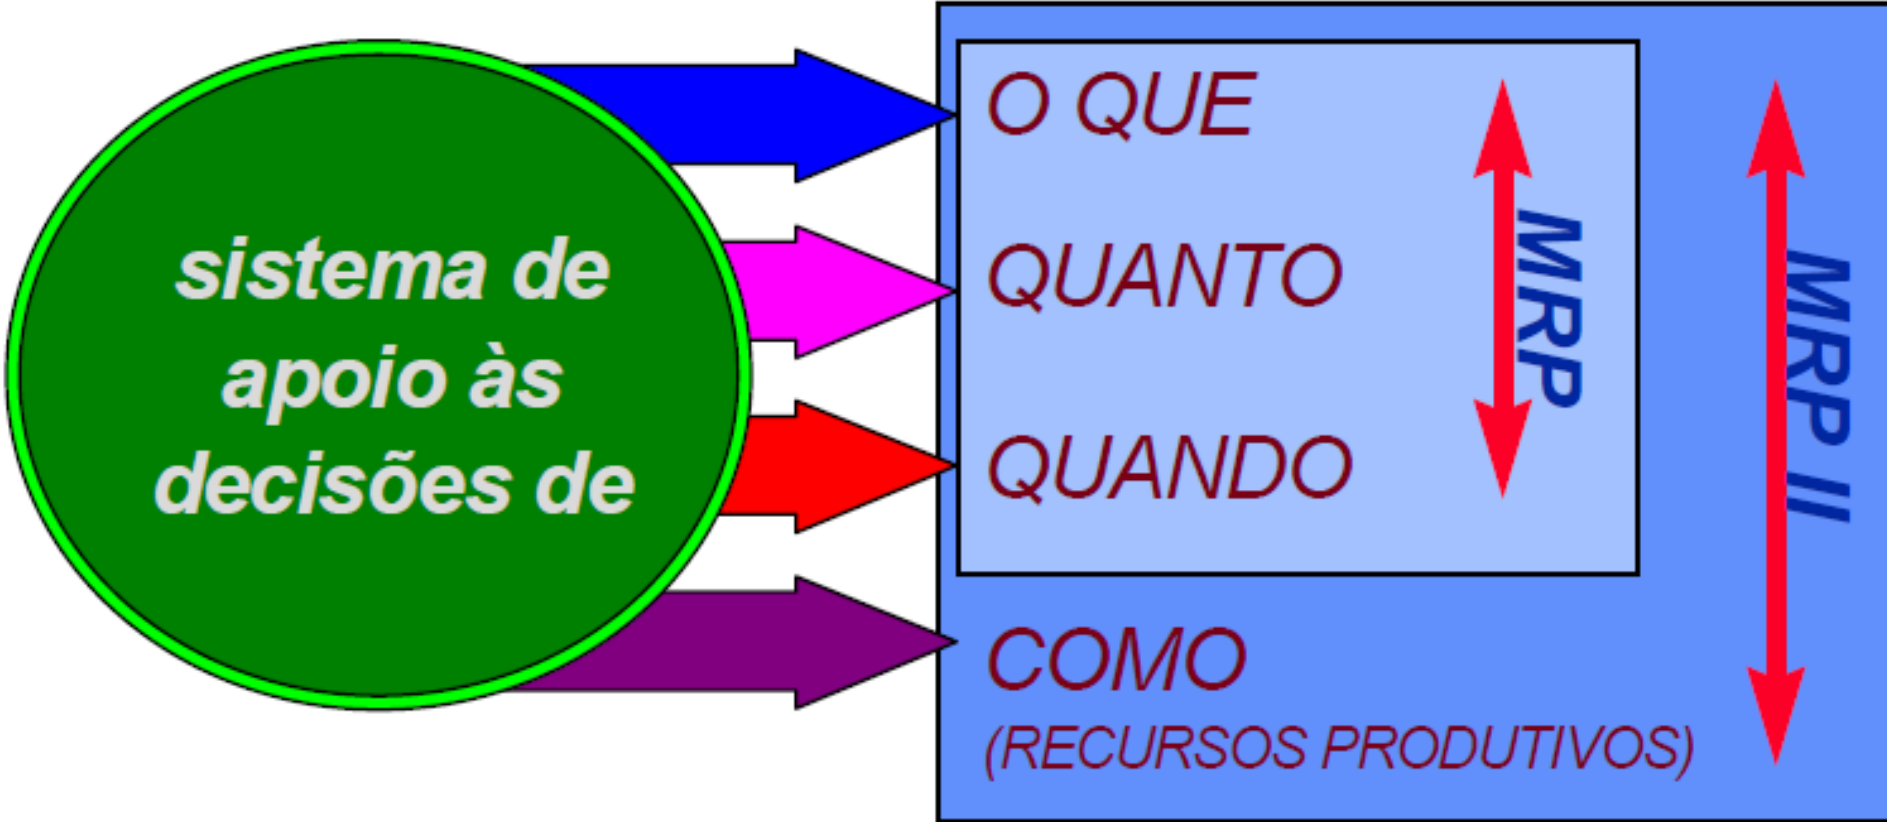 sistema de
apoio às
decisões de
O QUE
QUANTO
QUANDO
MRP
COMO
(RECURSOS PRODUTIVOS)
MRP II